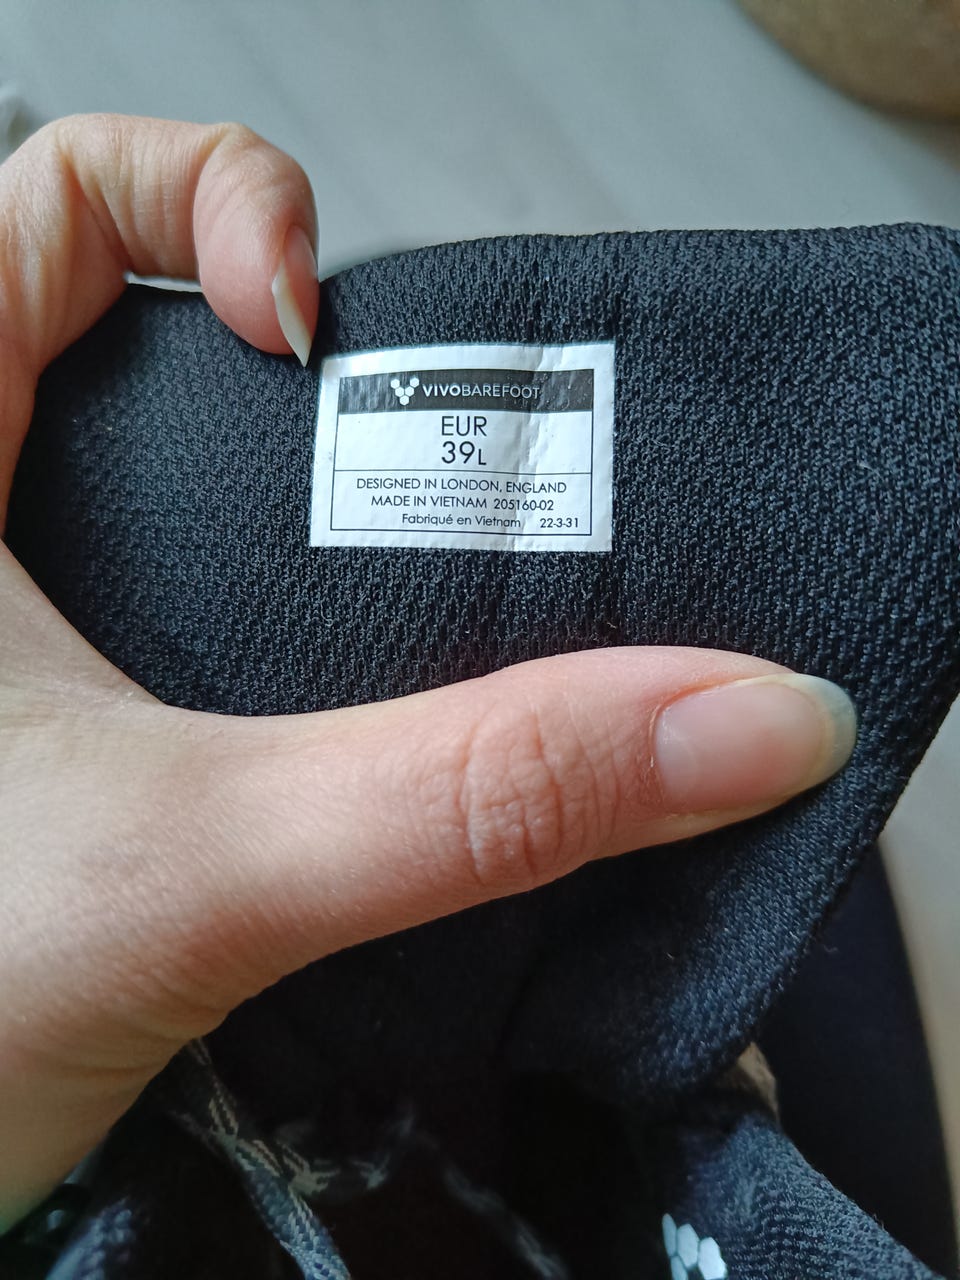 VIVOBAREFOOT
EUR
39L
DESIGNED IN LONDON, ENGLAND
MADE IN VIETNAM 205160-02
Fabriqué en Vietnam 22-3-31